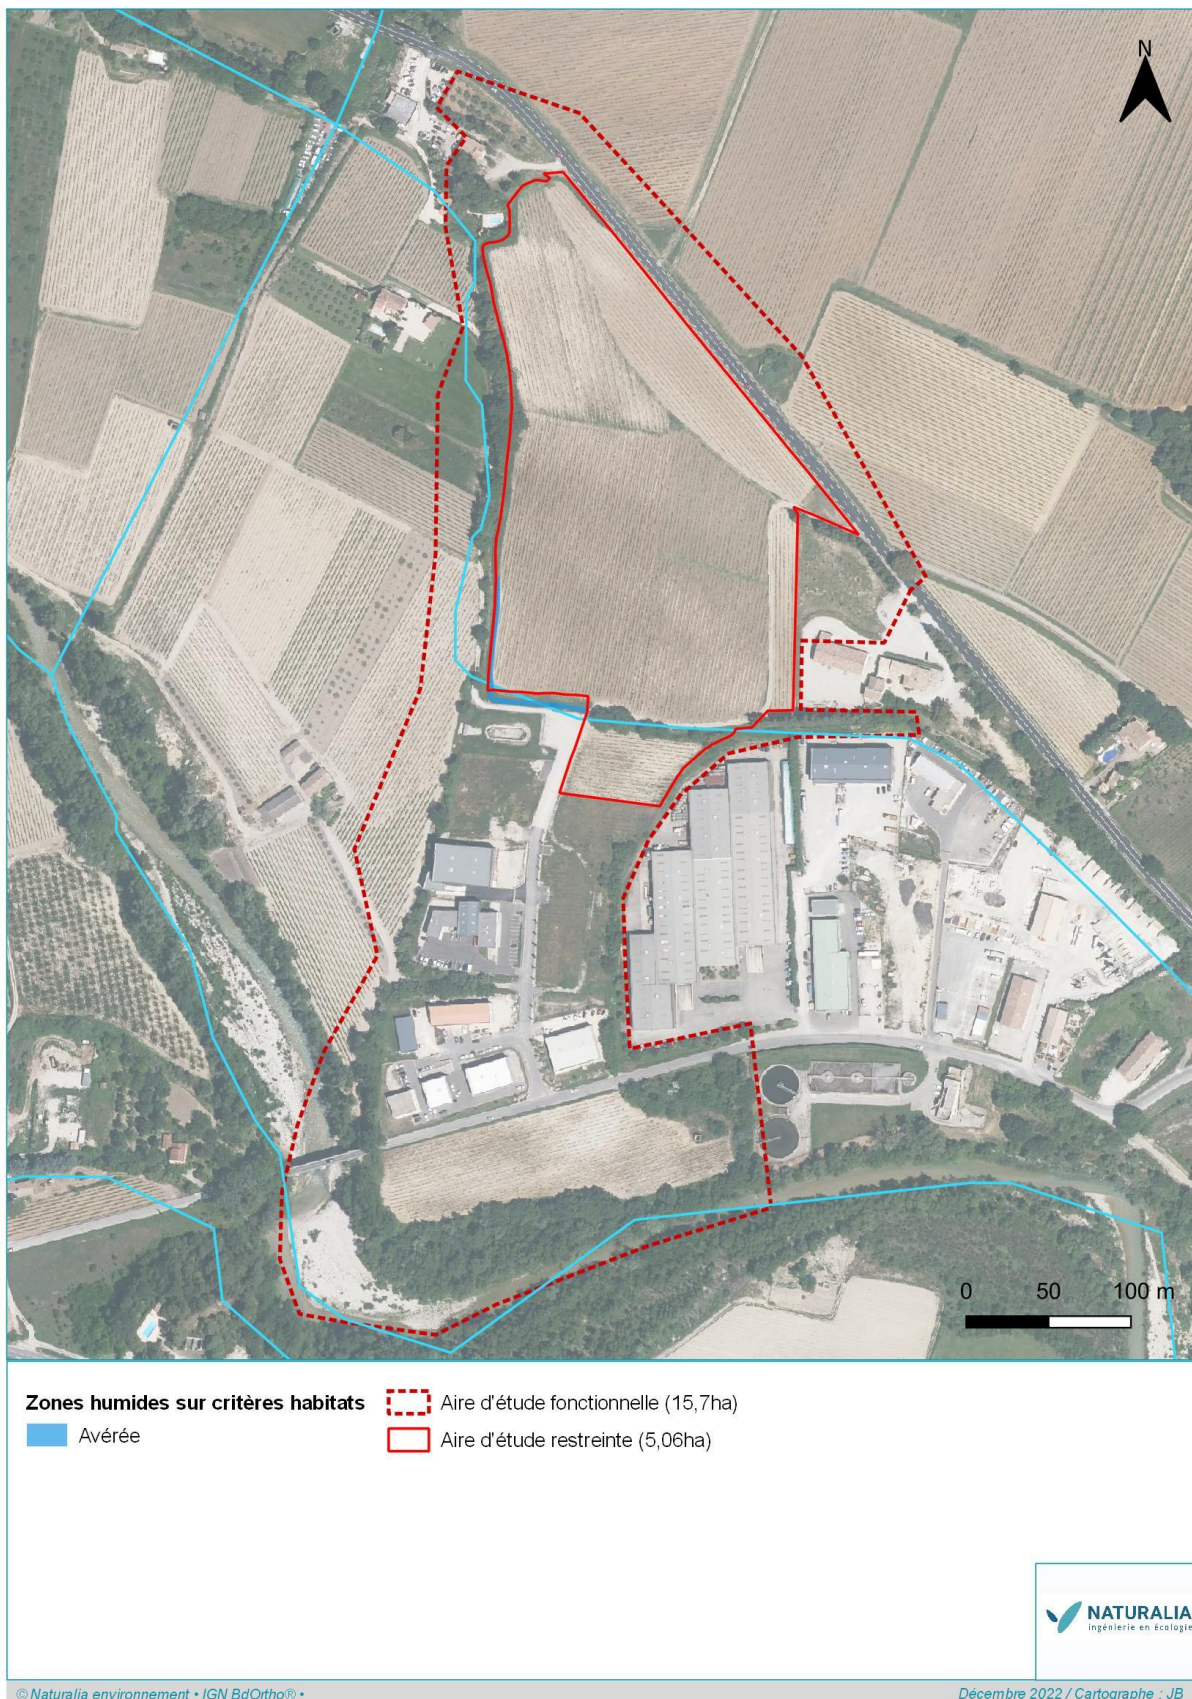 N
0 50 100 m
Zones humides sur critères habitats
Avérée
Aire d'étude fonctionnelle (15,7ha)
Aire d'étude restreinte (5,06ha)
NATURALIA
ingénierie en écologie
© Naturalia environnement • IGN BdOrtho® •
Décembre 2022 / Cartographe : JB